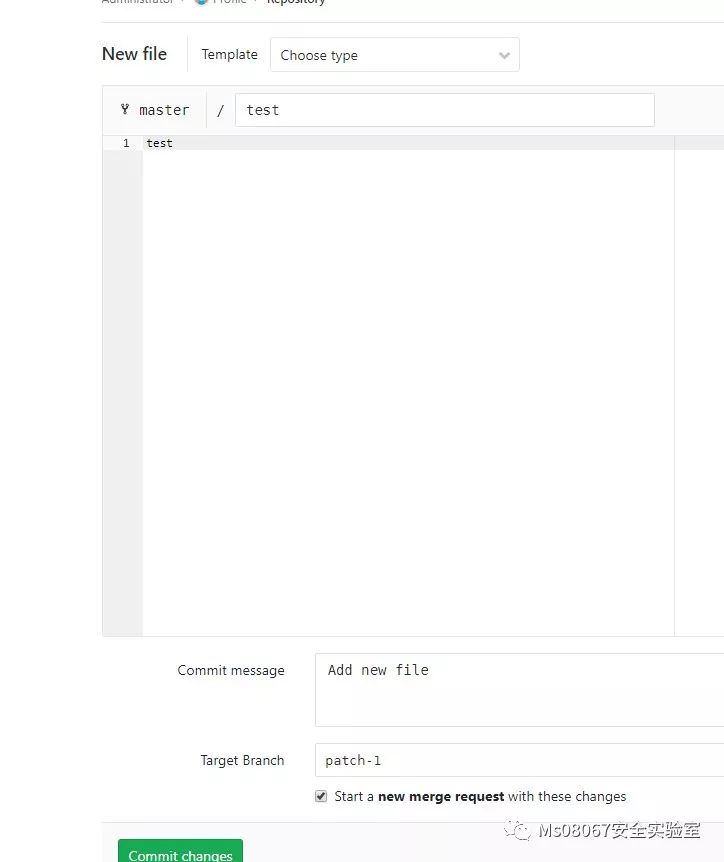 Administrator Profile Repository
New file Template Choose type
master / test
1 test
Commit message Add new file
Target Branch patch-1
Start a new merge request with these changes
Ms08067安全实验室
Commit changes